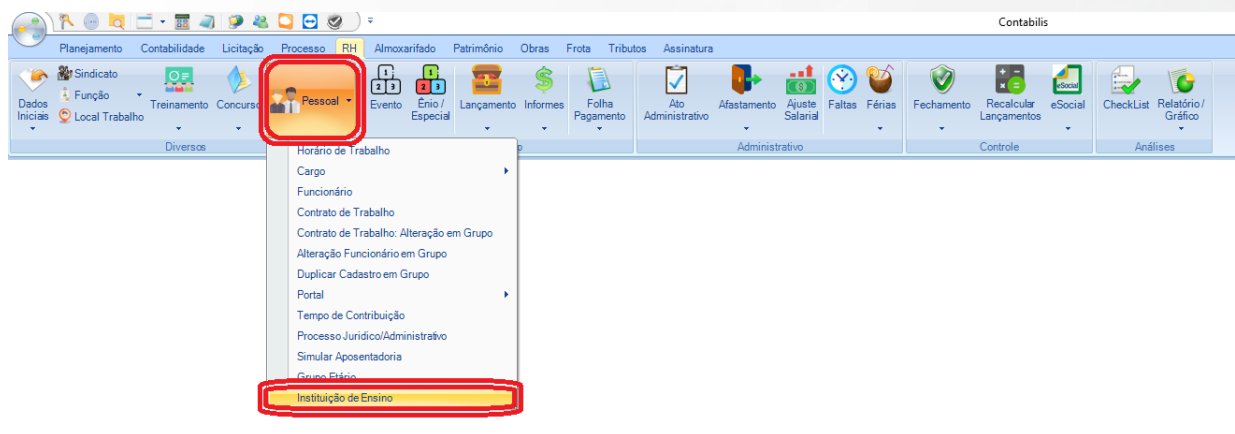 Contabilis
Planejamento Contabilidade Licitação Processo RH Almoxarifado Patrimônio Obras Frota Tributos Assinatura
Sindicato
Função
Local Trabalho
Dados Iniciais
Treinamento
Concurso
Pessoal
Evento
Ênio / Especial
Lançamento
Informes
Folha Pagamento
Ato Administrativo
Afastamento
Ajuste Salarial
Faltas
Férias
Fechamento
Recalcular Lançamentos
eSocial
CheckList
Relatório / Gráfico
Diversos
Administrativo
Controle
Análises
Horário de Trabalho
Cargo
Funcionário
Contrato de Trabalho
Contrato de Trabalho: Alteração em Grupo
Alteração Funcionário em Grupo
Duplicar Cadastro em Grupo
Portal
Tempo de Contribuição
Processo Juridico/Administrativo
Simular Aposentadoria
Grupo Etário
Instituição de Ensino